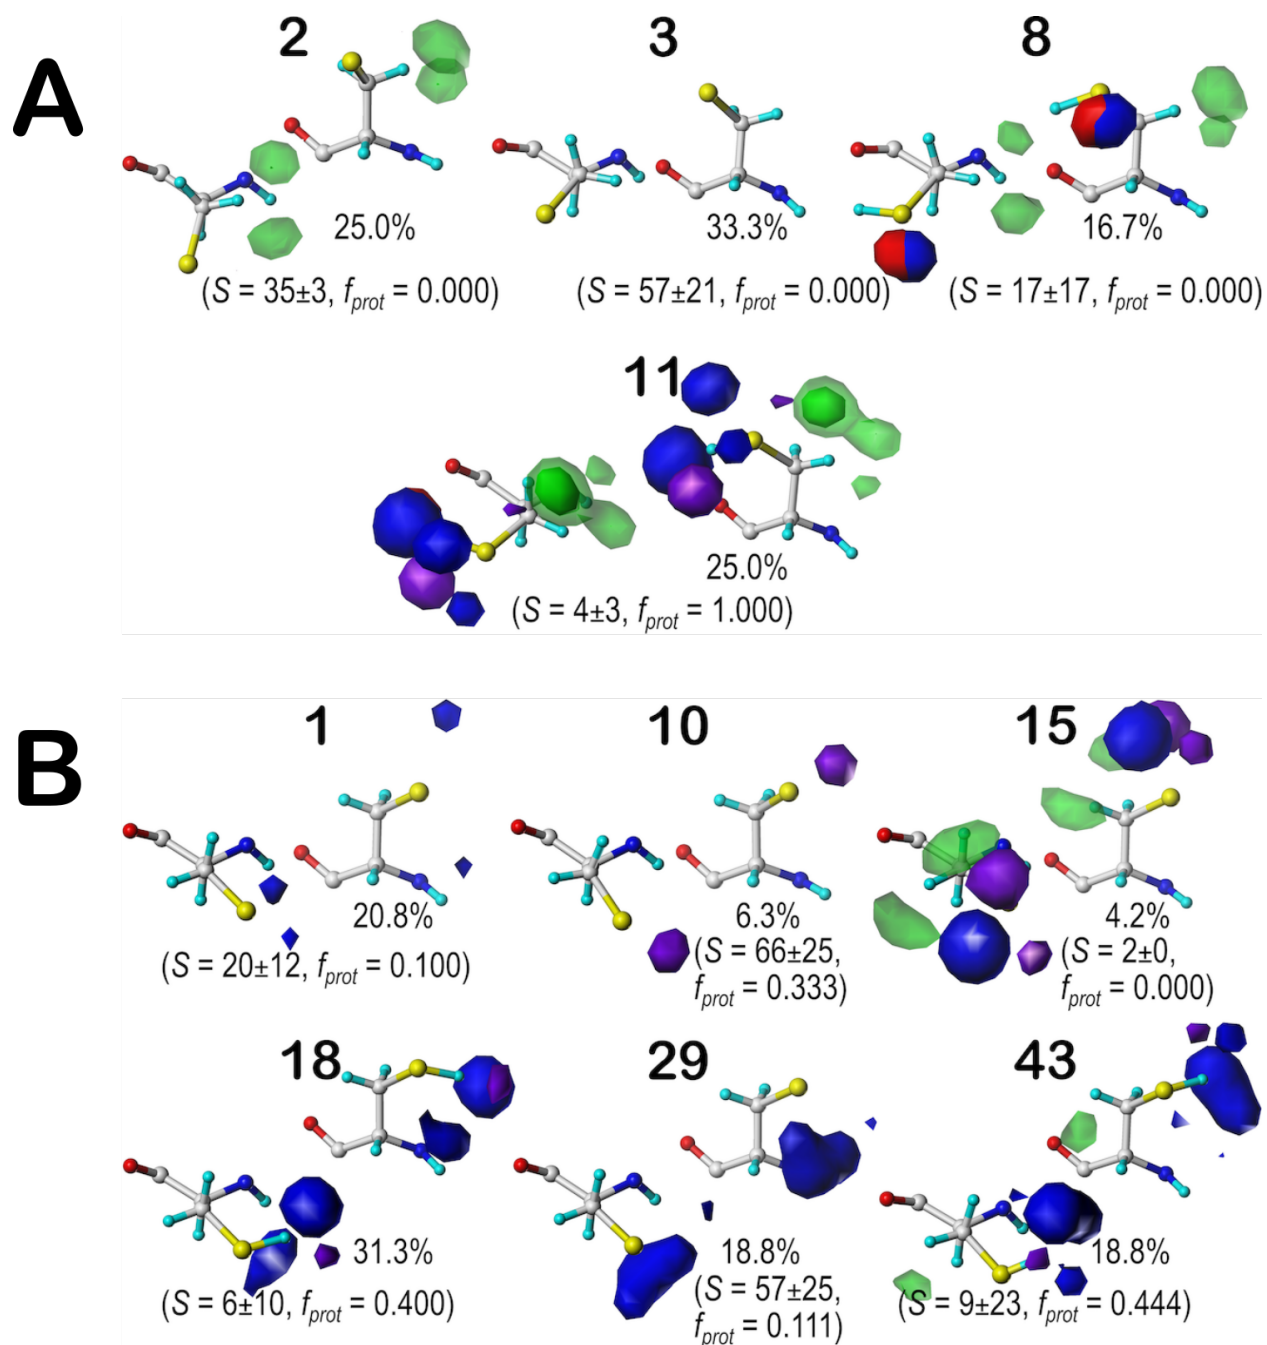 A
2
3
8
25.0%
33.3%
16.7%
(S = 35±3, fprot = 0.000)
(S = 57±21, fprot = 0.000)
(S = 17±17, fprot = 0.000)
11
25.0%
(S = 4±3, fprot = 1.000)
B
1
10
15
20.8%
(S = 20±12, fprot = 0.100)
6.3%
(S = 66±25,
fprot = 0.333)
4.2%
(S = 2±0,
fprot = 0.000)
18
29
43
31.3%
(S = 6±10, fprot = 0.400)
18.8%
(S = 57±25,
fprot = 0.111)
18.8%
(S = 9±23, fprot = 0.444)